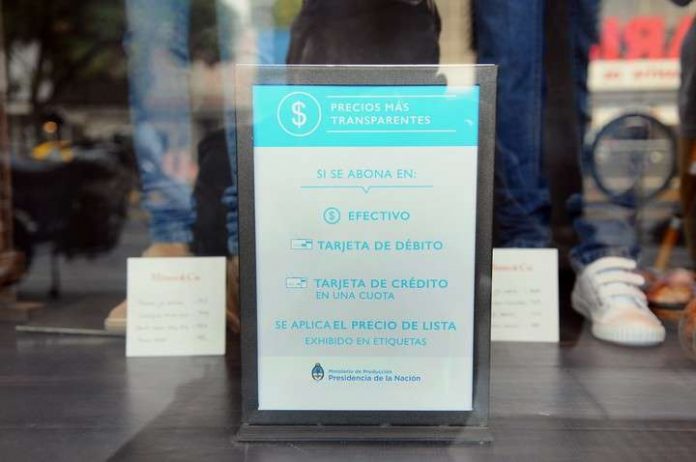 $
PRECIOS MÁS
TRANSPARENTES
SI SE ABONA EN:
$ EFECTIVO
TARJETA DE DÉBITO
TARJETA DE CRÉDITO
EN UNA CUOTA
SE APLICA EL PRECIO DE LISTA
EXHIBIDO EN ETIQUETAS
Ministerio de Producción
Presidencia de la Nación